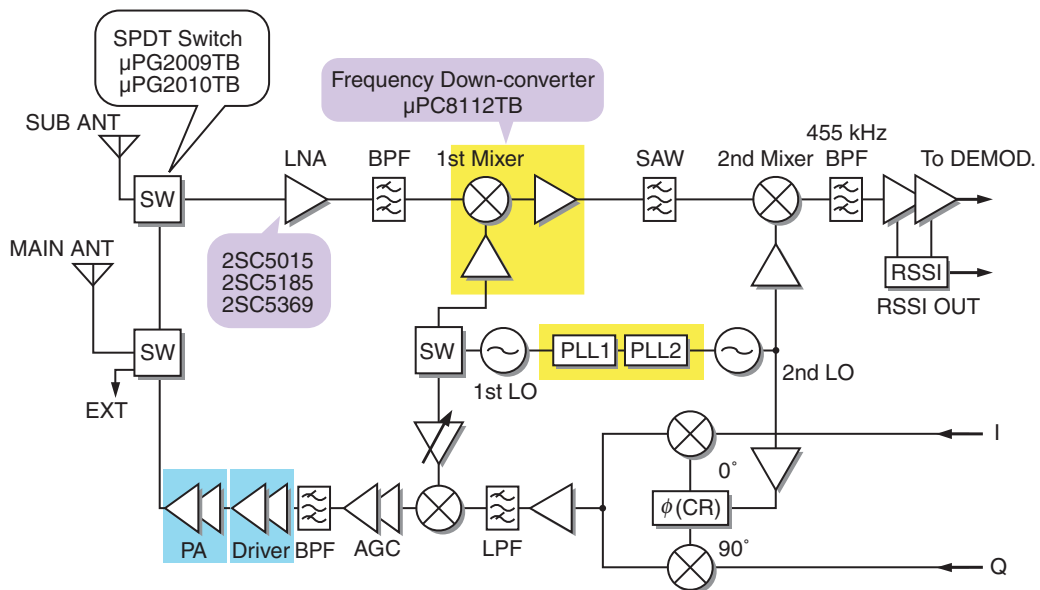 SPDT Switch
µPG2009TB
µPG2010TB
Frequency Down-converter
µPC8112TB
SUB ANT
LNA
BPF
1st Mixer
SAW
2nd Mixer
455 kHz
BPF
To DEMOD.
SW
MAIN ANT
2SC5015
2SC5185
2SC5369
RSSI
RSSI OUT
SW
EXT
SW
1st LO
PLL1
PLL2
2nd LO
I
0°
ϕ(CR)
90°
Q
PA
Driver
BPF
AGC
LPF